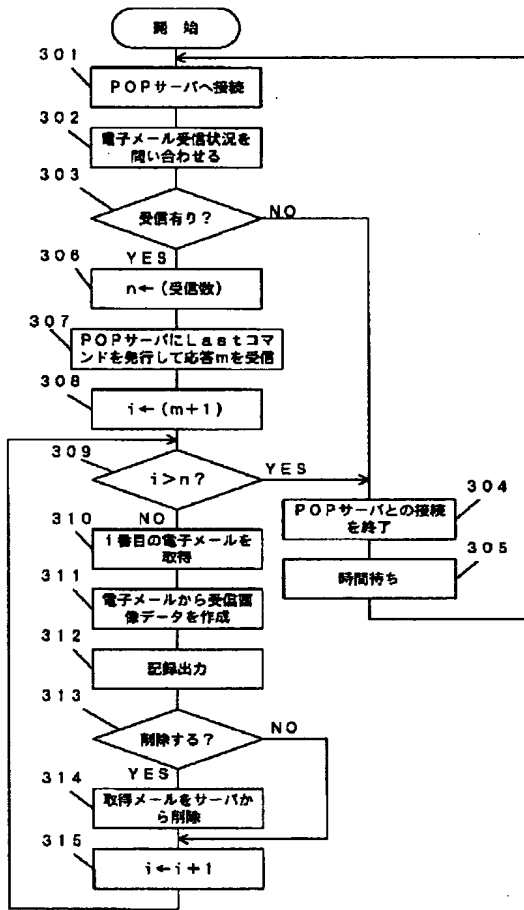 開 始
301
POPサーバへ接続
302
電子メール受信状況を
問い合わせる
303
受信有り?
NO
YES
306
n←(受信数)
307
POPサーバにLastコ
マンドを発行して応答mを受信
308
i←(m+1)
309
i>n?
YES
NO
304
POPサーバとの接続
を終了
305
時間待ち
310
i番目の電子メールを
取得
311
電子メールから受信画
像データを作成
312
記録出力
313
削除する?
NO
YES
314
取得メールをサーバか
ら削除
315
i←i+1